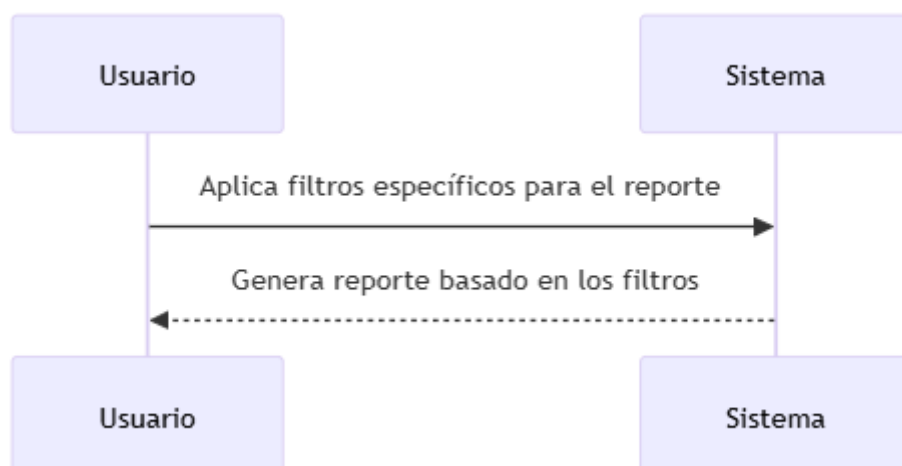 Usuario
Sistema
Aplica filtros específicos para el reporte
Genera reporte basado en los filtros
Usuario
Sistema